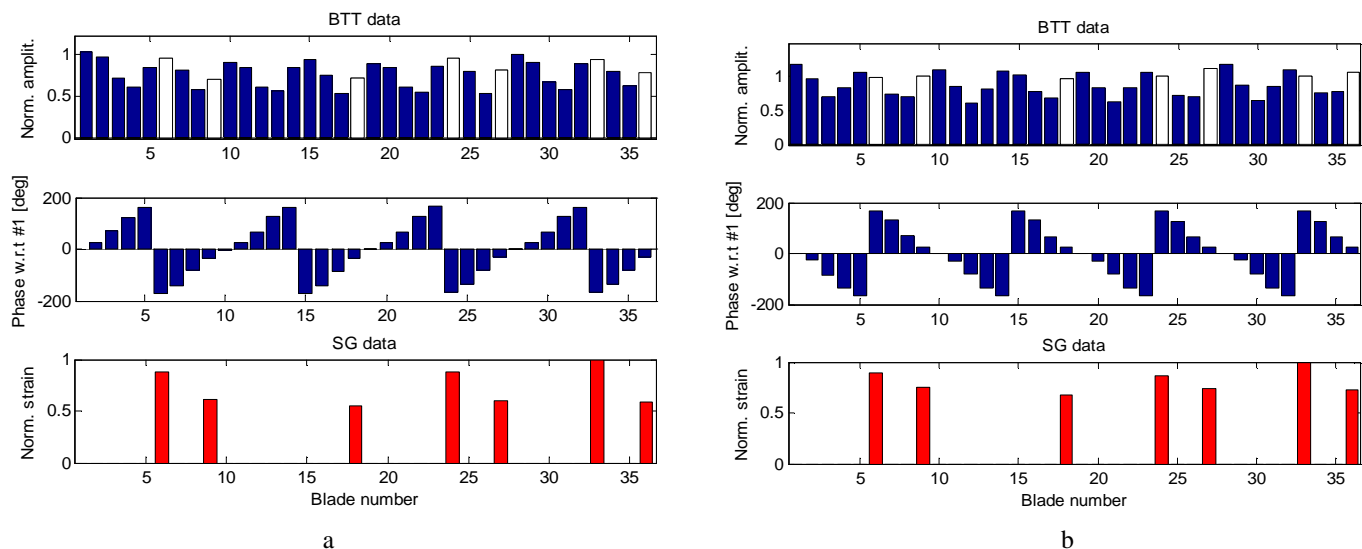 BTT data
Norm. amplit.
1
0.5
0
5 10 15 20 25 30 35
Phase w.r.t #1 [deg]
200
0
-200
5 10 15 20 25 30 35
SG data
Norm. strain
1
0.5
0
5 10 15 20 25 30 35
Blade number
a
BTT data
Norm. amplit.
1
0.5
0
5 10 15 20 25 30 35
Phase w.r.t #1 [deg]
200
0
-200
5 10 15 20 25 30 35
SG data
Norm. strain
1
0.5
0
5 10 15 20 25 30 35
Blade number
b